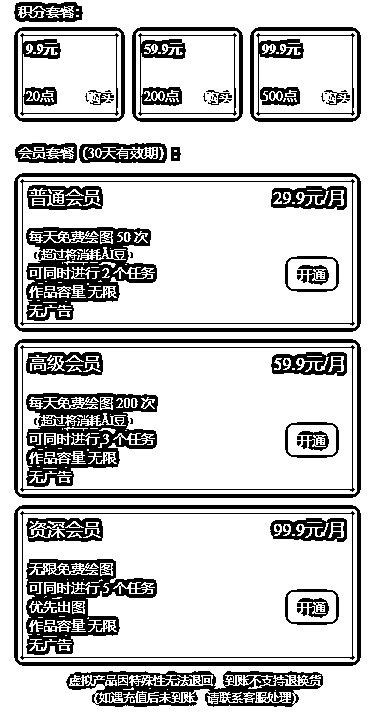 积分套餐:
9.9元 59.9元 99.9元
20点 购买 200点 购买 500点 购买
会员套餐（30天有效期）:
普通会员 29.9元/月
每天免费绘图 50 次
（超过将消耗AI豆）
可同时进行 2 个任务 开通
作品容量 无限
无广告
高级会员 59.9元/月
每天免费绘图 200 次
（超过将消耗AI豆）
可同时进行 3 个任务 开通
作品容量 无限
无广告
资深会员 99.9元/月
无限免费绘图
可同时进行 5 个任务
优先出图 开通
作品容量 无限
无广告
虚拟产品因特殊性无法退回，到账不支持退换货
（如遇充值后未到账，请联系客服处理）